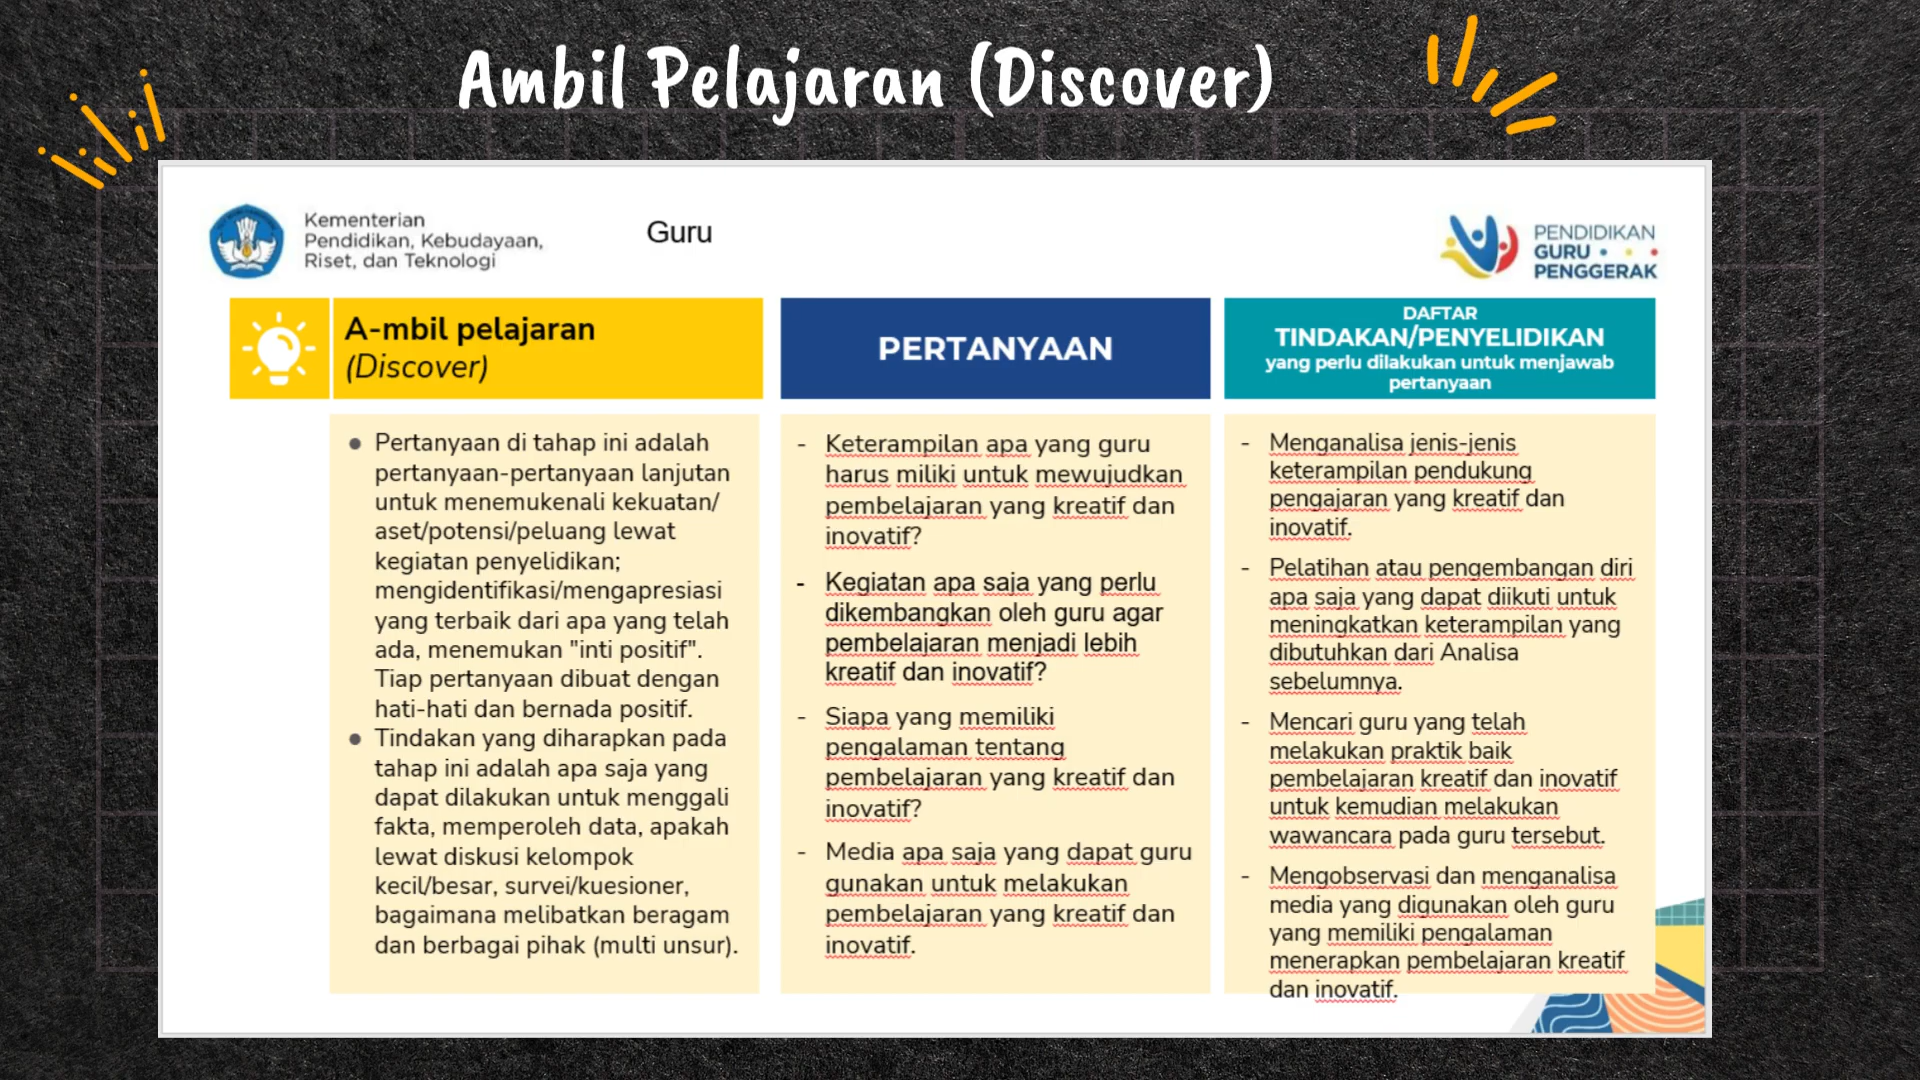 Ambil Pelajaran (Discover)
Kementerian
Pendidikan, Kebudayaan,
Riset, dan Teknologi
Guru
PENDIDIKAN
GURU
PENGGERAK
A-mbil pelajaran
(Discover)
● Pertanyaan di tahap ini adalah
pertanyaan-pertanyaan lanjutan
untuk menemukenali kekuatan/
aset/potensi/peluang lewat
kegiatan penyelidikan;
mengidentifikasi/mengapresiasi
yang terbaik dari apa yang telah
ada, menemukan "inti positif".
Tiap pertanyaan dibuat dengan
hati-hati dan bernada positif.
● Tindakan yang diharapkan pada
tahap ini adalah apa saja yang
dapat dilakukan untuk menggali
fakta, memperoleh data, apakah
lewat diskusi kelompok
kecil/besar, survei/kuesioner,
bagaimana melibatkan beragam
dan berbagai pihak (multi unsur).
PERTANYAAN
- Keterampilan apa yang guru
harus miliki untuk mewujudkan
pembelajaran yang kreatif dan
inovatif?
- Kegiatan apa saja yang perlu
dikembangkan oleh guru agar
pembelajaran menjadi lebih
kreatif dan inovatif?
- Siapa yang memiliki
pengalaman tentang
pembelajaran yang kreatif dan
inovatif?
- Media apa saja yang dapat guru
gunakan untuk melakukan
pembelajaran yang kreatif dan
inovatif.
DAFTAR
TINDAKAN/PENYELIDIKAN
yang perlu dilakukan untuk menjawab
pertanyaan
- Menganalisa jenis-jenis
keterampilan pendukung
pengajaran yang kreatif dan
inovatif.
- Pelatihan atau pengembangan diri
apa saja yang dapat diikuti untuk
meningkatkan keterampilan yang
dibutuhkan dari Analisa
sebelumnya.
- Mencari guru yang telah
melakukan praktik baik
pembelajaran kreatif dan inovatif
untuk kemudian melakukan
wawancara pada guru tersebut.
- Mengobservasi dan menganalisa
media yang digunakan oleh guru
yang memiliki pengalaman
menerapkan pembelajaran kreatif
dan inovatif.